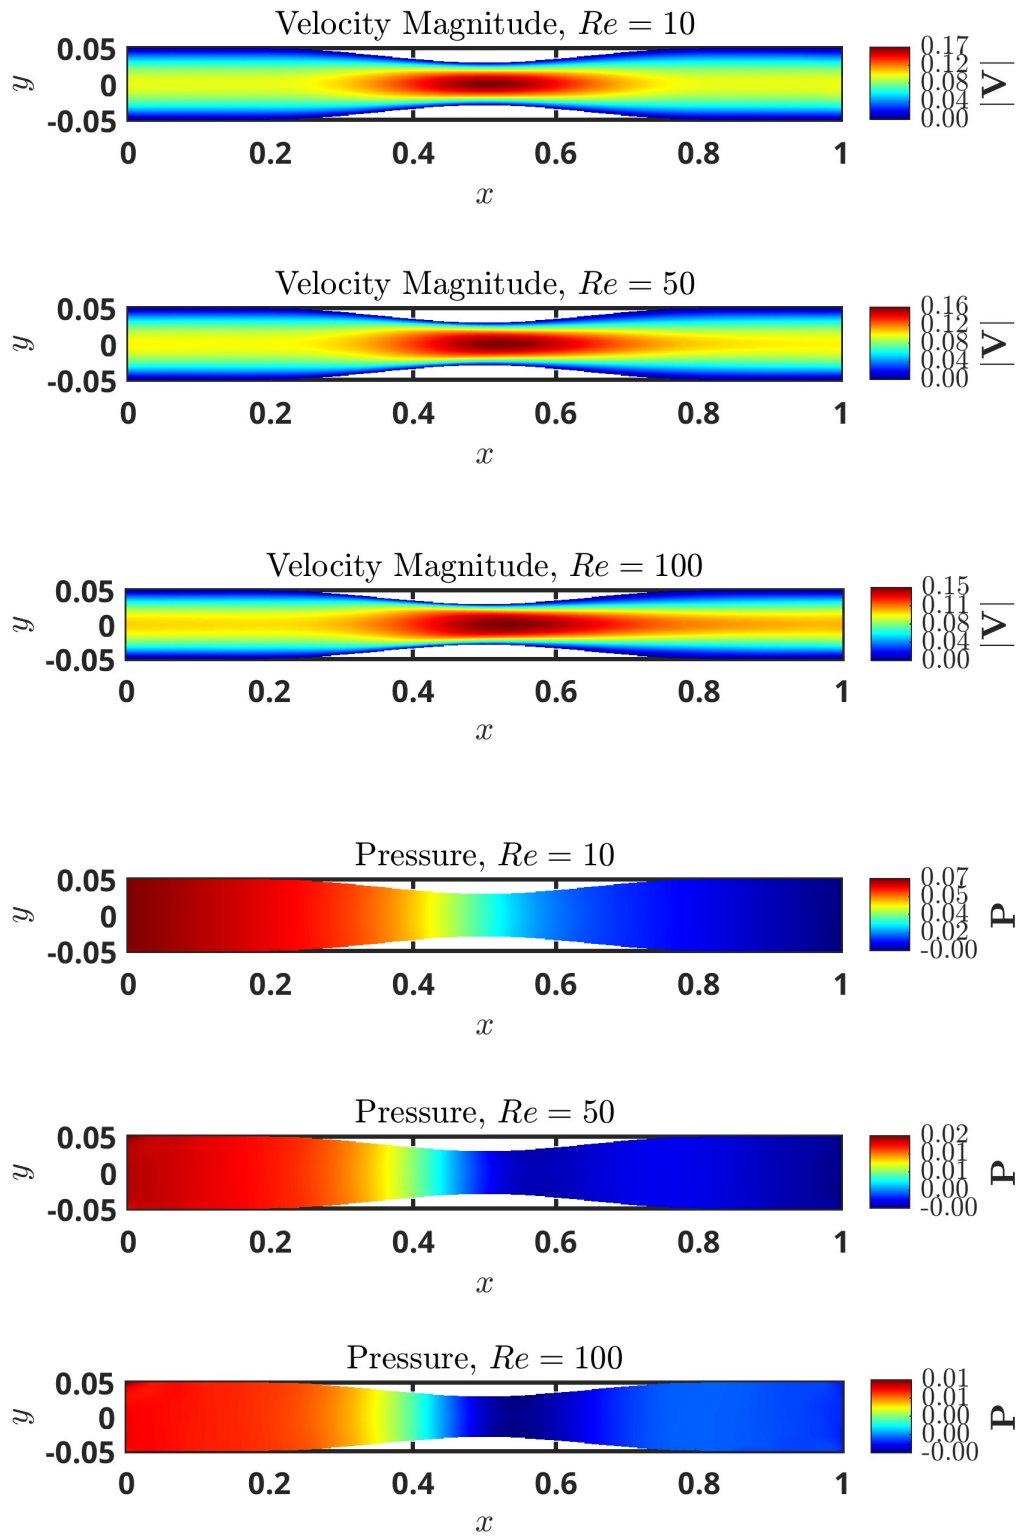 Velocity Magnitude, Re = 10
0.05
0
-0.05
y
0 0.2 0.4 0.6 0.8 1
x
0.17
0.12
0.08
0.04
0.00
|V|
Velocity Magnitude, Re = 50
0.05
0
-0.05
y
0 0.2 0.4 0.6 0.8 1
x
0.16
0.12
0.08
0.04
0.00
|V|
Velocity Magnitude, Re = 100
0.05
0
-0.05
y
0 0.2 0.4 0.6 0.8 1
x
0.15
0.11
0.08
0.04
0.00
|V|
Pressure, Re = 10
0.05
0
-0.05
y
0 0.2 0.4 0.6 0.8 1
x
0.07
0.05
0.04
0.02
-0.00
P
Pressure, Re = 50
0.05
0
-0.05
y
0 0.2 0.4 0.6 0.8 1
x
0.02
0.01
0.01
0.00
-0.00
P
Pressure, Re = 100
0.05
0
-0.05
y
0 0.2 0.4 0.6 0.8 1
x
0.01
0.01
0.00
0.00
-0.00
P